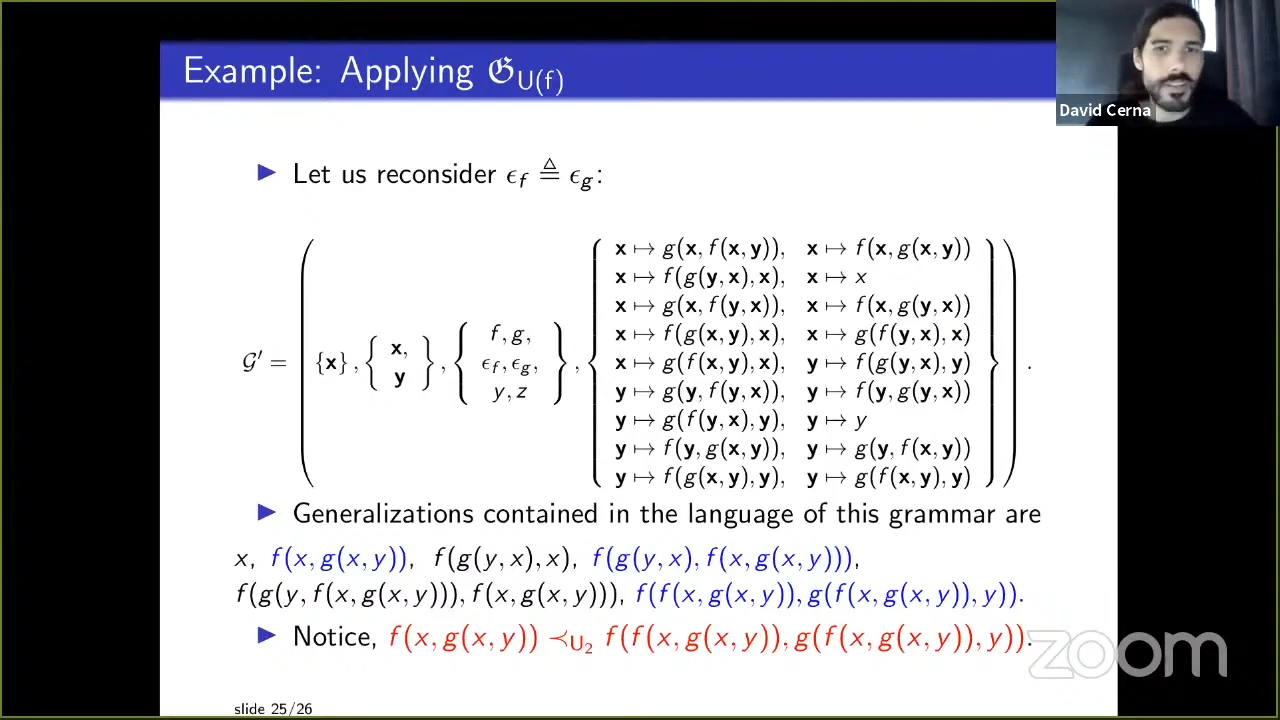 Example: Applying 𝔊U(f)
David Cerna
▶ Let us reconsider ϵf ≜ ϵg:
x ↦ g(x, f(x, y)), x ↦ f(x, g(x, y))
x ↦ f(g(y, x), x), x ↦ x
x ↦ g(x, f(y, x)), x ↦ f(x, g(y, x))
x ↦ f(g(x, y), x), x ↦ g(f(y, x), x)
𝒢′ = ( {x}, { x, y }, { f, g, ϵf, ϵg, y, z }, { x ↦ g(f(x, y), x), y ↦ f(g(y, x), y) } ) .
y ↦ g(y, f(y, x)), y ↦ f(y, g(y, x))
y ↦ g(f(y, x), y), y ↦ y
y ↦ f(y, g(x, y)), y ↦ g(y, f(x, y))
y ↦ f(g(x, y), y), y ↦ g(f(x, y), y)
▶ Generalizations contained in the language of this grammar are
x, f(x, g(x, y)), f(g(y, x), x), f(g(y, x), f(x, g(x, y))),
f(g(y, f(x, g(x, y))), f(x, g(x, y))), f(f(x, g(x, y)), g(f(x, g(x, y)), y)).
▶ Notice, f(x, g(x, y)) ≺U2 f(f(x, g(x, y)), g(f(x, g(x, y)), y)).
zoom
slide 25/26